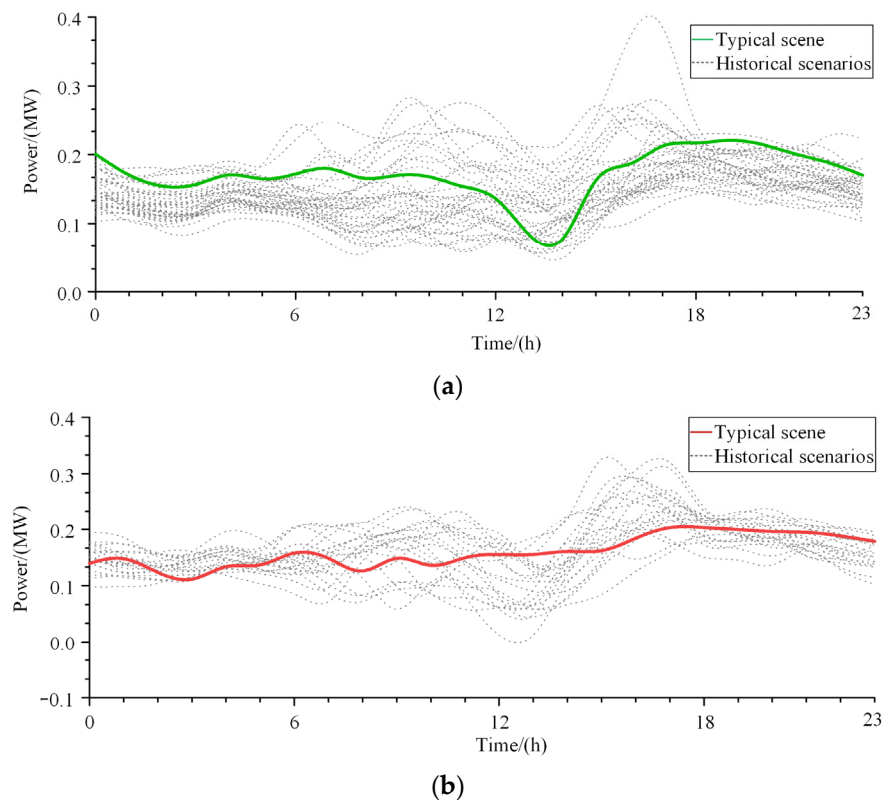 0.4
0.3
0.2
0.1
0.0
Power/(MW)
Typical scene
Historical scenarios
0 6 12 18 23
Time/(h)
(a)
0.4
0.3
0.2
0.1
0.0
−0.1
Power/(MW)
Typical scene
Historical scenarios
0 6 12 18 23
Time/(h)
(b)